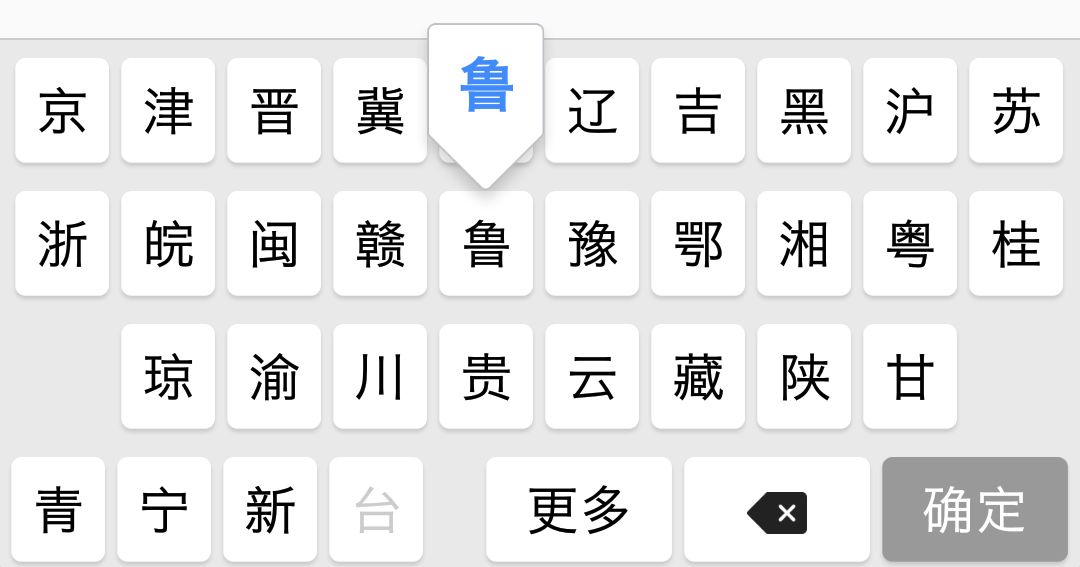 鲁
京 津 晋 冀 辽 吉 黑 沪 苏
浙 皖 闽 赣 鲁 豫 鄂 湘 粤 桂
琼 渝 川 贵 云 藏 陕 甘
青 宁 新 台 更多 确定